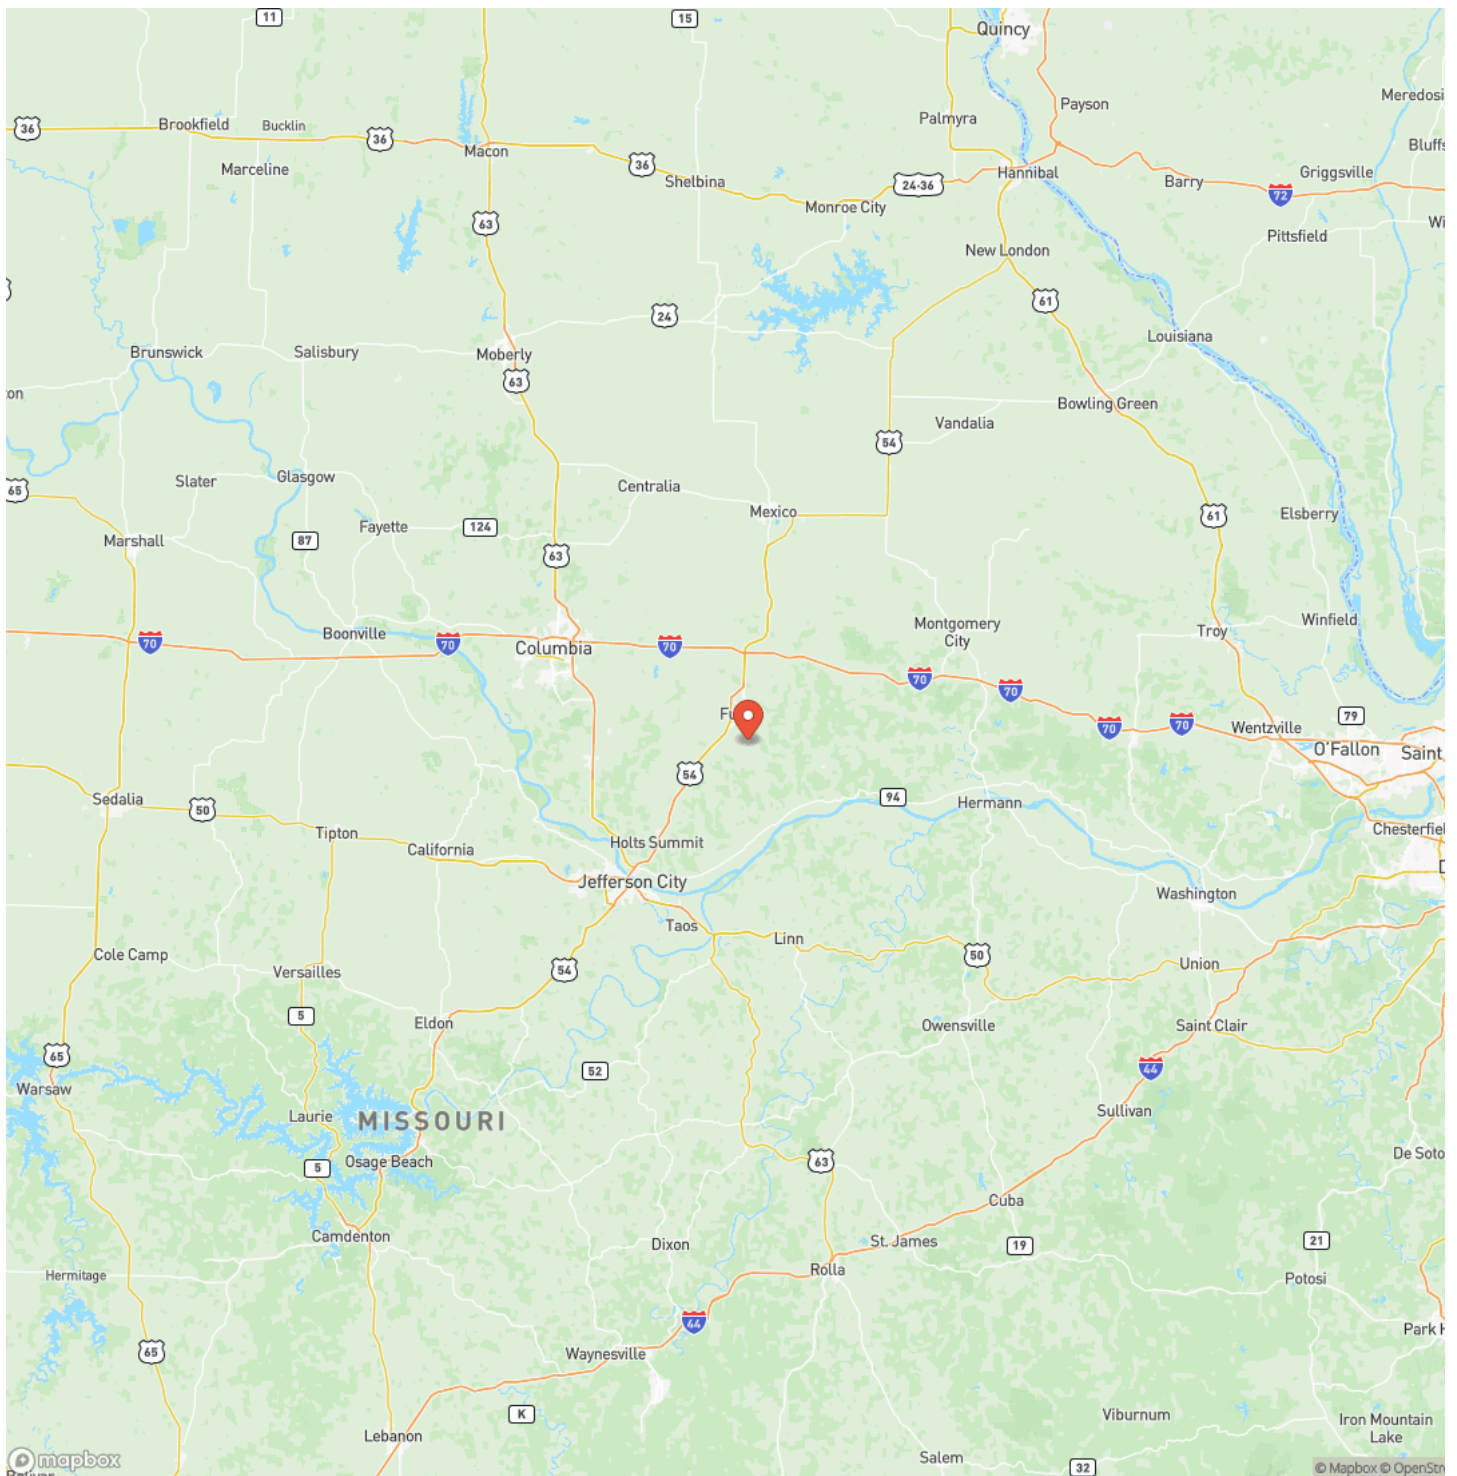 11
15
Quincy
36
Brookfield
Bucklin
36
Macon
36
Shelbina
Palmyra
Payson
Meredosi
Marceline
24-36
Hannibal
Barry
72
Griggsville
Bluffs
63
Monroe City
New London
Pittsfield
Wi
24
61
Brunswick
Salisbury
Moberly
Louisiana
63
on
Bowling Green
Vandalia
54
65
Slater
Glasgow
Centralia
Mexico
Fayette
124
61
Elsberry
Marshall
87
63
70
Boonville
70
Columbia
70
Montgomery
City
Troy
Winfield
70
70
70
70
79
Wentzville
O'Fallon
Saint
Fu
54
Sedalia
50
94
Hermann
Tipton
California
Holts Summit
Chesterfiel
Jefferson City
Washington
Taos
Linn
Cole Camp
Versailles
54
50
Union
5
Eldon
Owensville
Saint Clair
65
52
44
Warsaw
Laurie
MISSOURI
Sullivan
5
Osage Beach
63
De Soto
Cuba
Camdenton
Dixon
St. James
19
21
Hermitage
Rolla
Potosi
44
65
Waynesville
Park H
K
Viburnum
Iron Mountain
Lake
Lebanon
Salem
32
mapbox
© Mapbox © OpenStre